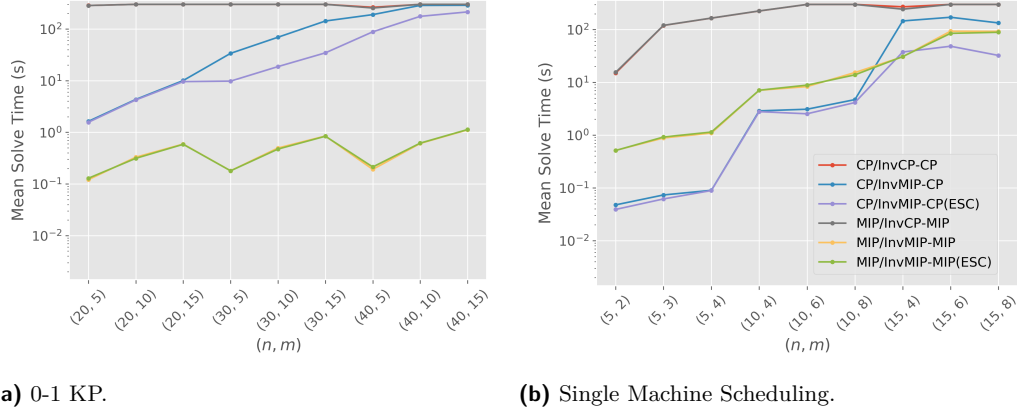 10²
10¹
10⁰
10⁻¹
10⁻²
Mean Solve Time (s)
(20, 5)
(20, 10)
(20, 15)
(30, 5)
(30, 10)
(30, 15)
(40, 5)
(40, 10)
(40, 15)
(n, m)
a) 0-1 KP.
10²
10¹
10⁰
10⁻¹
10⁻²
Mean Solve Time (s)
CP/InvCP-CP
CP/InvMIP-CP
CP/InvMIP-CP(ESC)
MIP/InvCP-MIP
MIP/InvMIP-MIP
MIP/InvMIP-MIP(ESC)
(5, 2)
(5, 3)
(5, 4)
(10, 4)
(10, 6)
(10, 8)
(15, 4)
(15, 6)
(15, 8)
(n, m)
(b) Single Machine Scheduling.